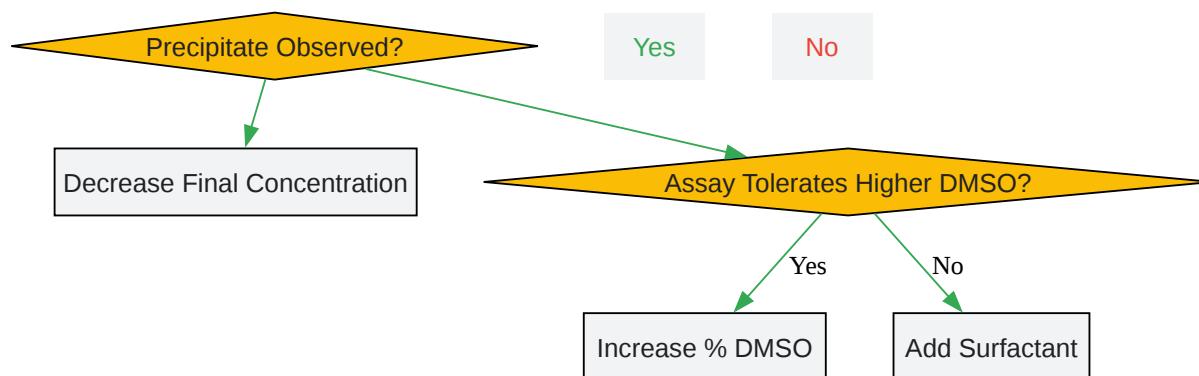 Precipitate Observed?
Yes
No
Decrease Final Concentration
Assay Tolerates Higher DMSO?
Yes
No
Increase % DMSO
Add Surfactant